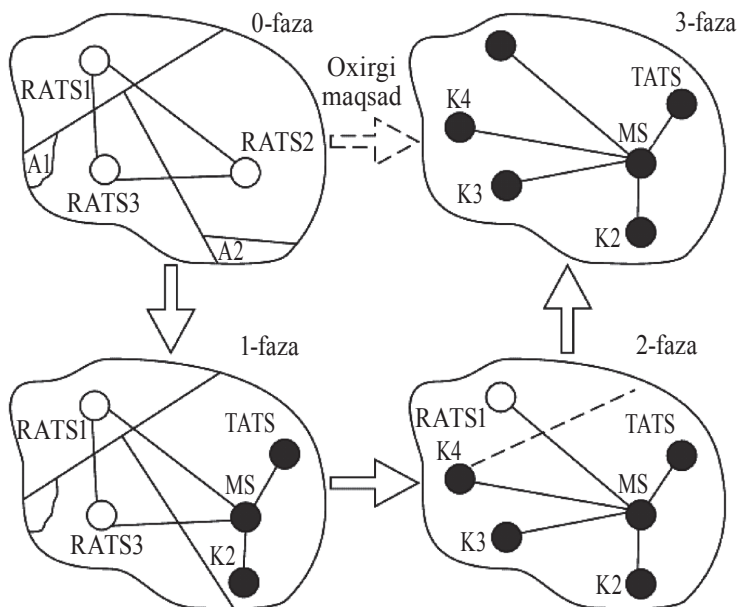 0-faza
RATS1
RATS2
A1
RATS3
A2
Oxirgi
maqsad
3-faza
TATS
K4
MS
K3
K2
1-faza
RATS1
TATS
MS
RATS3
K2
2-faza
RATS1
TATS
K4
MS
K3
K2